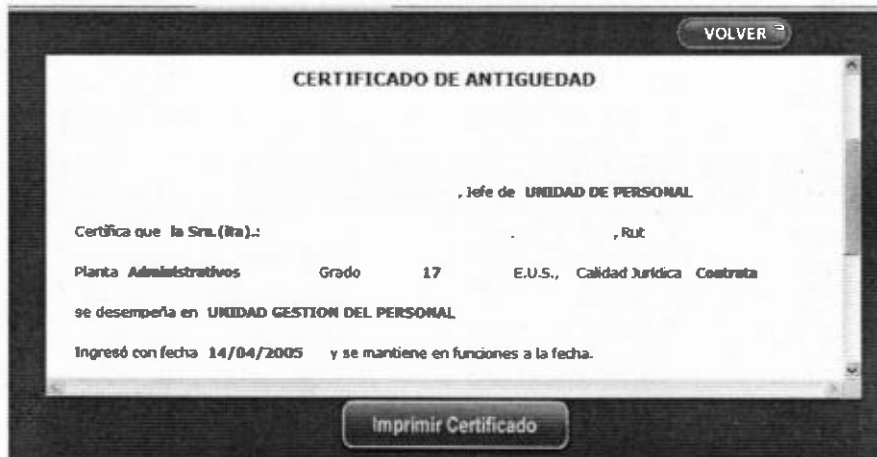 VOLVER
CERTIFICADO DE ANTIGUEDAD
, Jefe de UNIDAD DE PERSONAL
Certifica que la Sra.(ita).: . , Rut
Planta Administrativos Grado 17 E.U.S., Calidad Jurídica Contrata
se desempeña en UNIDAD GESTION DEL PERSONAL
Ingresó con fecha 14/04/2005 y se mantiene en funciones a la fecha.
Imprimir Certificado